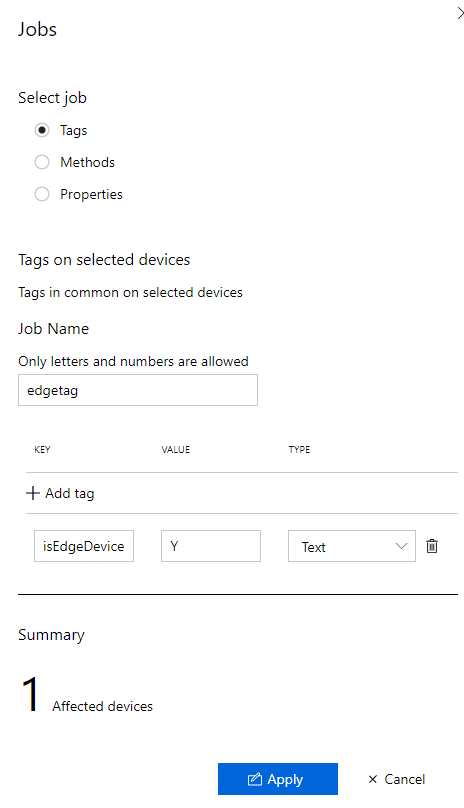 Jobs
Select job
Tags
Methods
Properties
Tags on selected devices
Tags in common on selected devices
Job Name
Only letters and numbers are allowed
edgetag
KEY VALUE TYPE
Add tag
isEdgeDevice Y Text
Summary
1 Affected devices
Apply Cancel